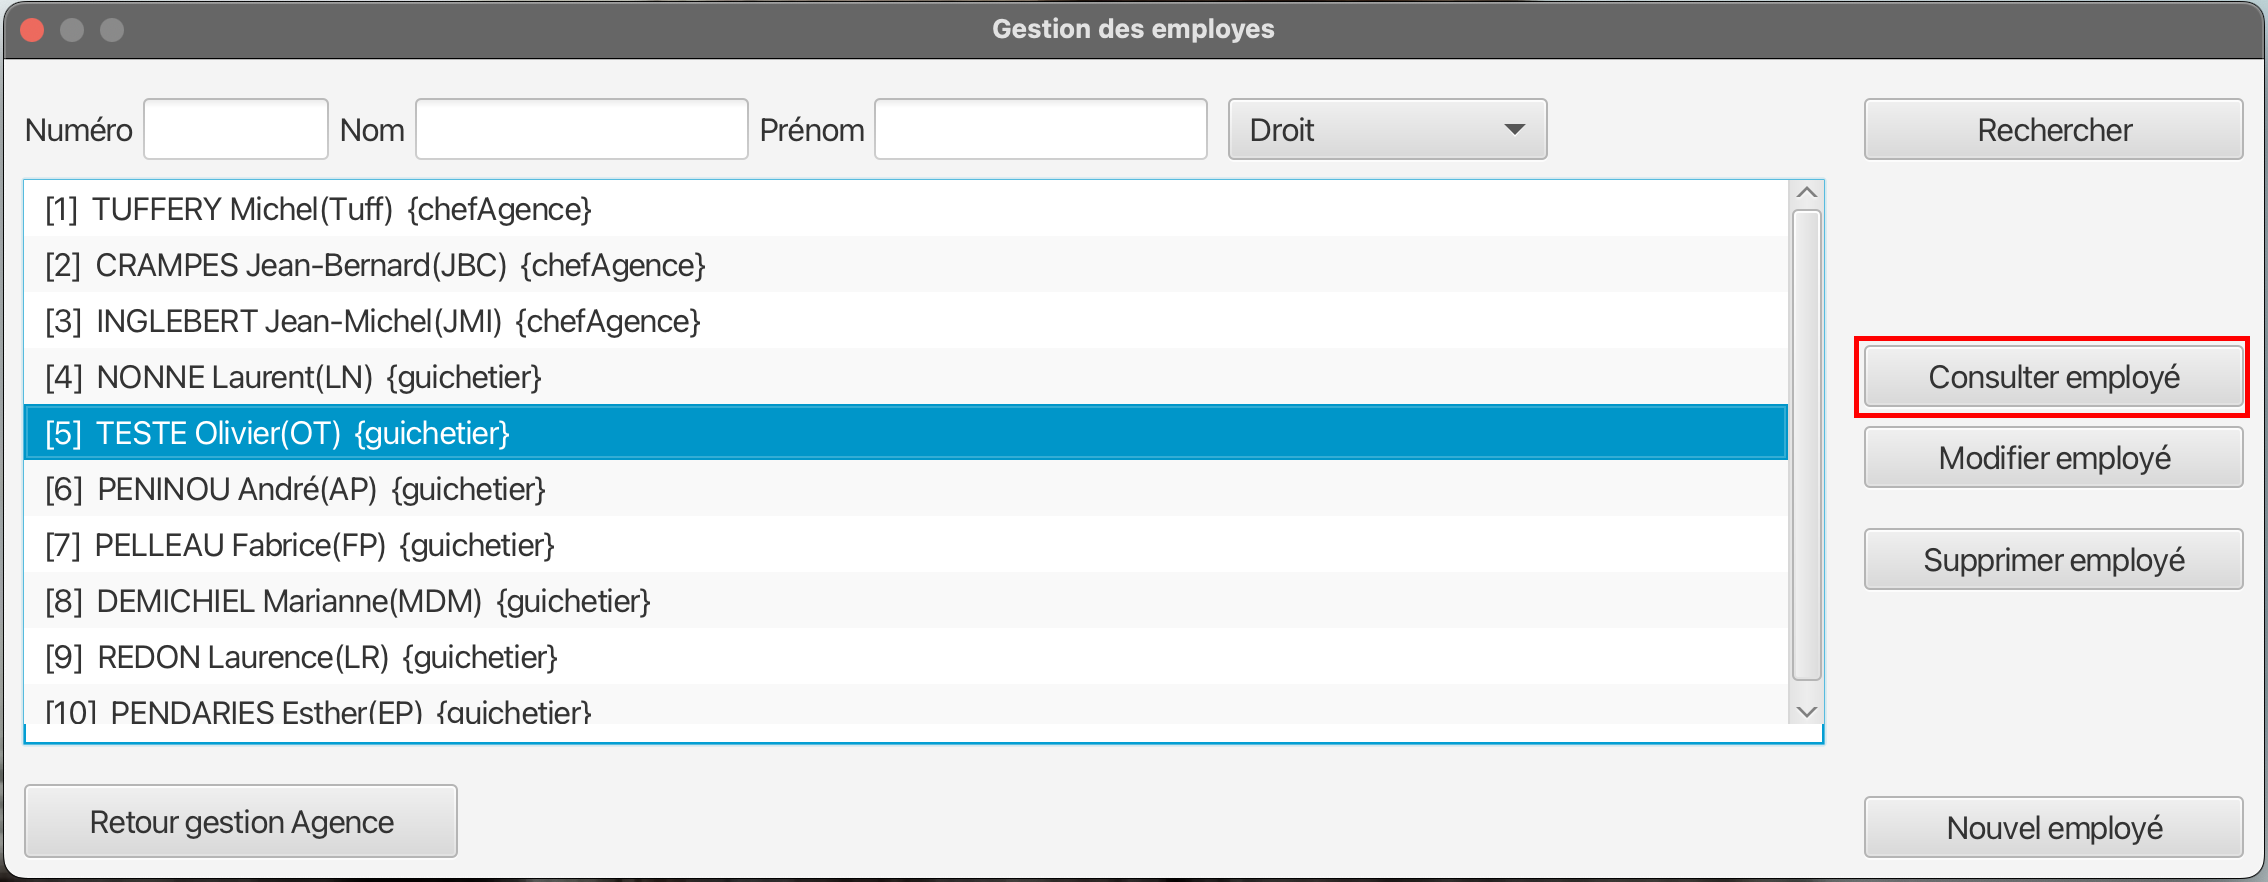 Gestion des employes
Numéro Nom Prénom Droit Rechercher
[1] TUFFERY Michel(Tuff) {chefAgence}
[2] CRAMPES Jean-Bernard(JBC) {chefAgence}
[3] INGLEBERT Jean-Michel(JMI) {chefAgence}
[4] NONNE Laurent(LN) {guichetier}
[5] TESTE Olivier(OT) {guichetier}
[6] PENINOU André(AP) {guichetier}
[7] PELLEAU Fabrice(FP) {guichetier}
[8] DEMICHIEL Marianne(MDM) {guichetier}
[9] REDON Laurence(LR) {guichetier}
[10] PENDARIES Esther(EP) {guichetier}
Consulter employé
Modifier employé
Supprimer employé
Retour gestion Agence
Nouvel employé